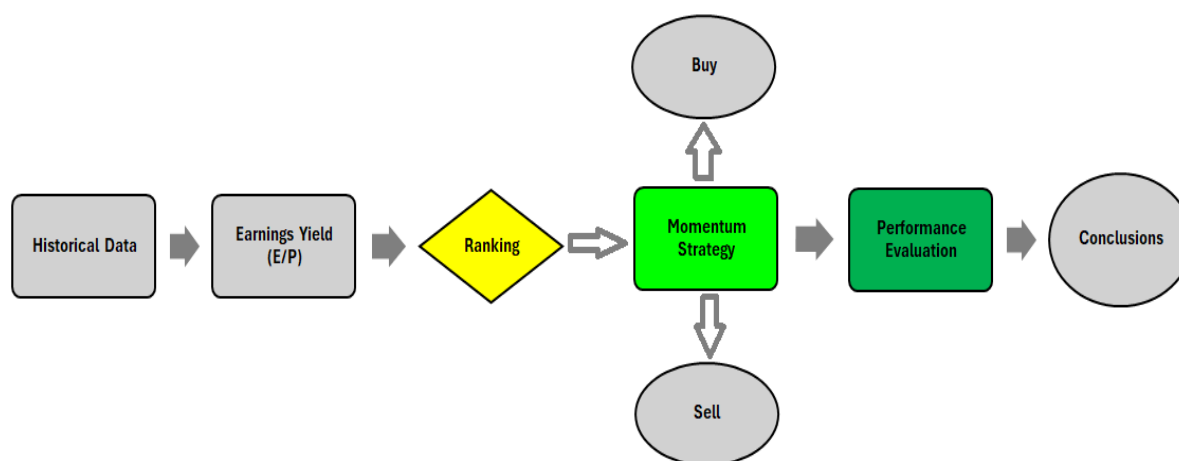 Buy
Historical Data
Earnings Yield
(E/P)
Ranking
Momentum
Strategy
Performance
Evaluation
Conclusions
Sell